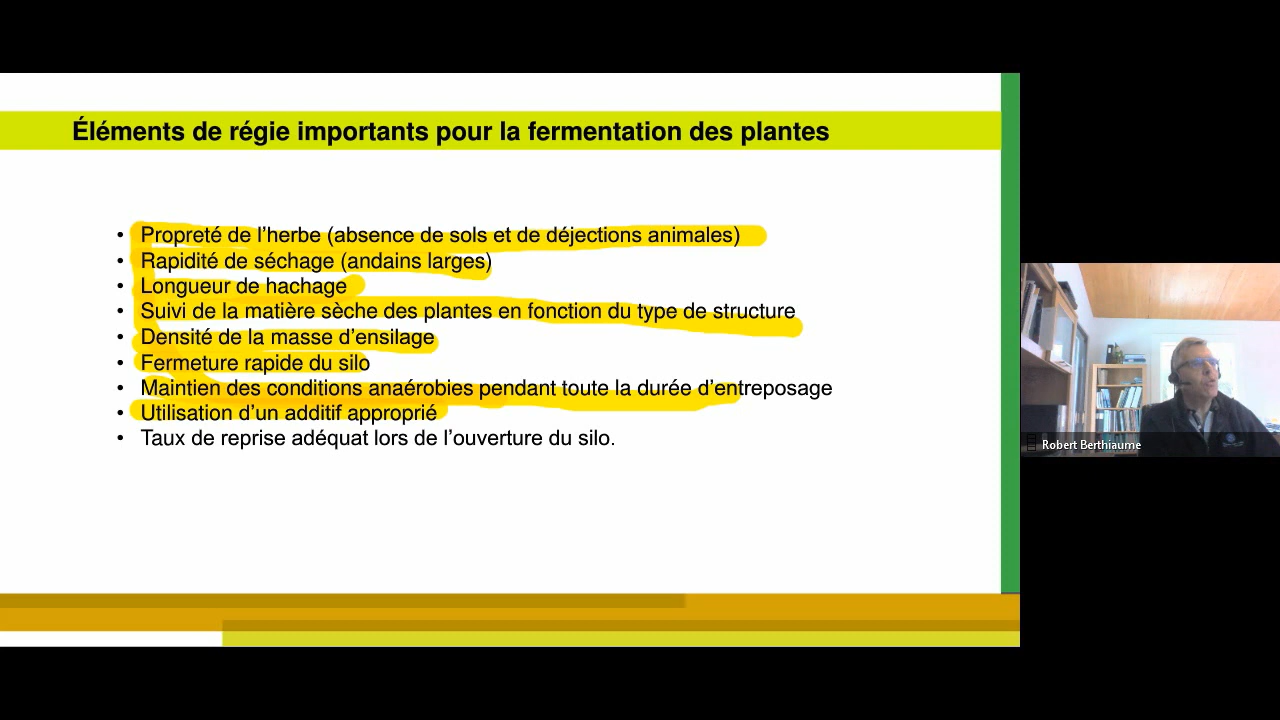 Éléments de régie importants pour la fermentation des plantes
• Propreté de l’herbe (absence de sols et de déjections animales)
• Rapidité de séchage (andains larges)
• Longueur de hachage
• Suivi de la matière sèche des plantes en fonction du type de structure
• Densité de la masse d’ensilage
• Fermeture rapide du silo
• Maintien des conditions anaérobies pendant toute la durée d’entreposage
• Utilisation d’un additif approprié
• Taux de reprise adéquat lors de l’ouverture du silo.
Robert Berthiaume